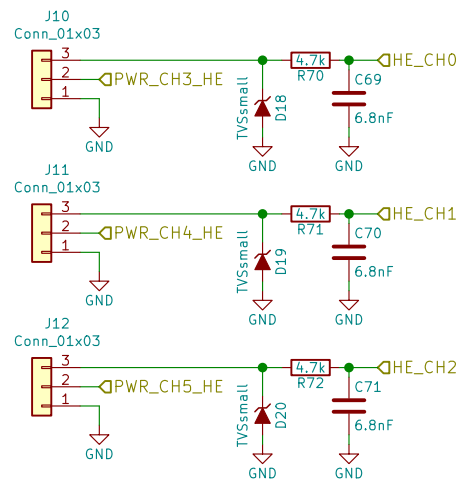 J10
Conn_01x03
3
2
1
PWR_CH3_HE
GND
TVSsmall
D18
GND
4.7k
R70
C69
6.8nF
GND
HE_CH0
J11
Conn_01x03
3
2
1
PWR_CH4_HE
GND
TVSsmall
D19
GND
4.7k
R71
C70
6.8nF
GND
HE_CH1
J12
Conn_01x03
3
2
1
PWR_CH5_HE
GND
TVSsmall
D20
GND
4.7k
R72
C71
6.8nF
GND
HE_CH2